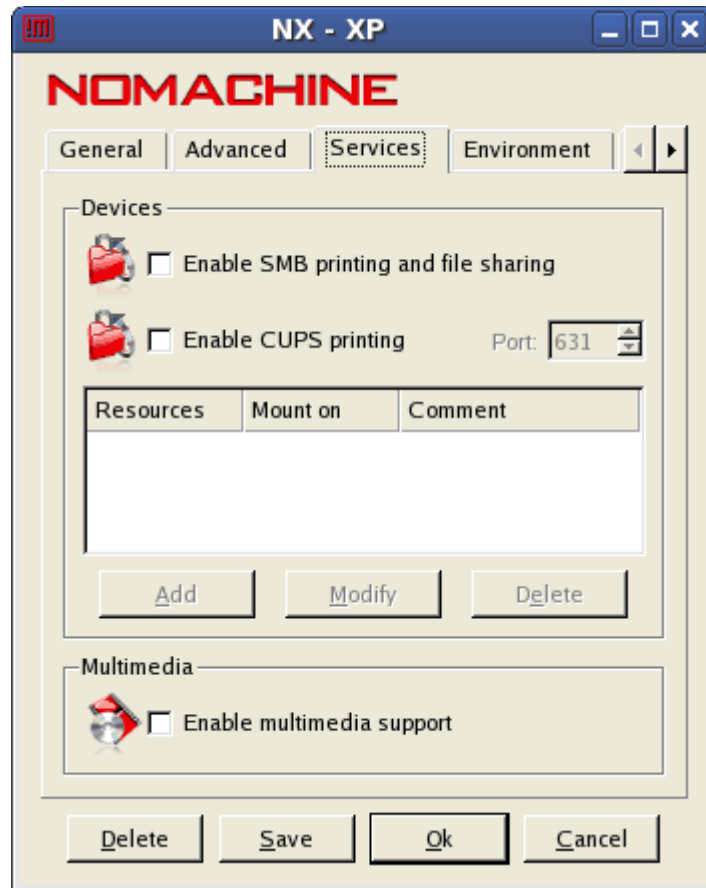 !M NX - XP
NOMACHINE
General Advanced Services Environment
Devices
Enable SMB printing and file sharing
Enable CUPS printing Port: 631
Resources Mount on Comment
Add Modify Delete
Multimedia
Enable multimedia support
Delete Save Ok Cancel